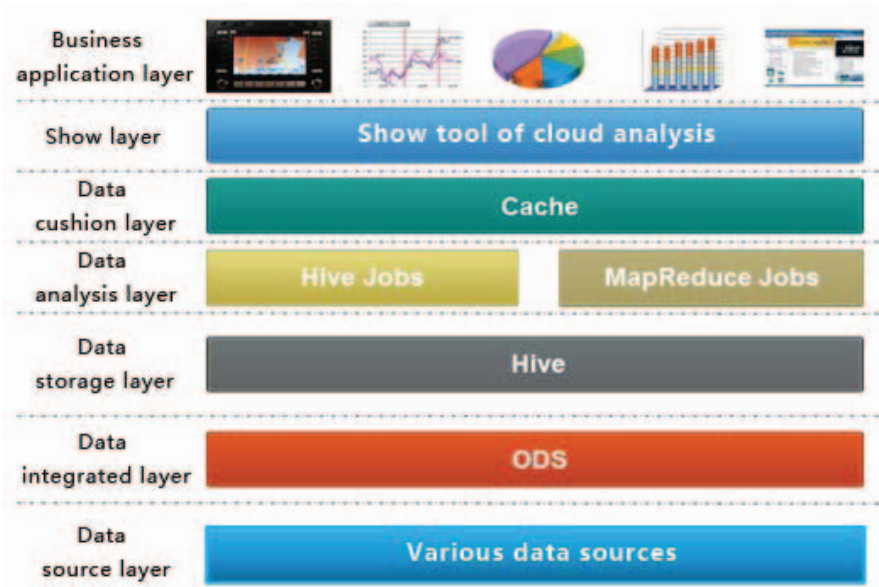 Business
application layer
Show layer
Show tool of cloud analysis
Data
cushion layer
Cache
Data
analysis layer
Hive Jobs
MapReduce Jobs
Data
storage layer
Hive
Data
integrated layer
ODS
Data
source layer
Various data sources